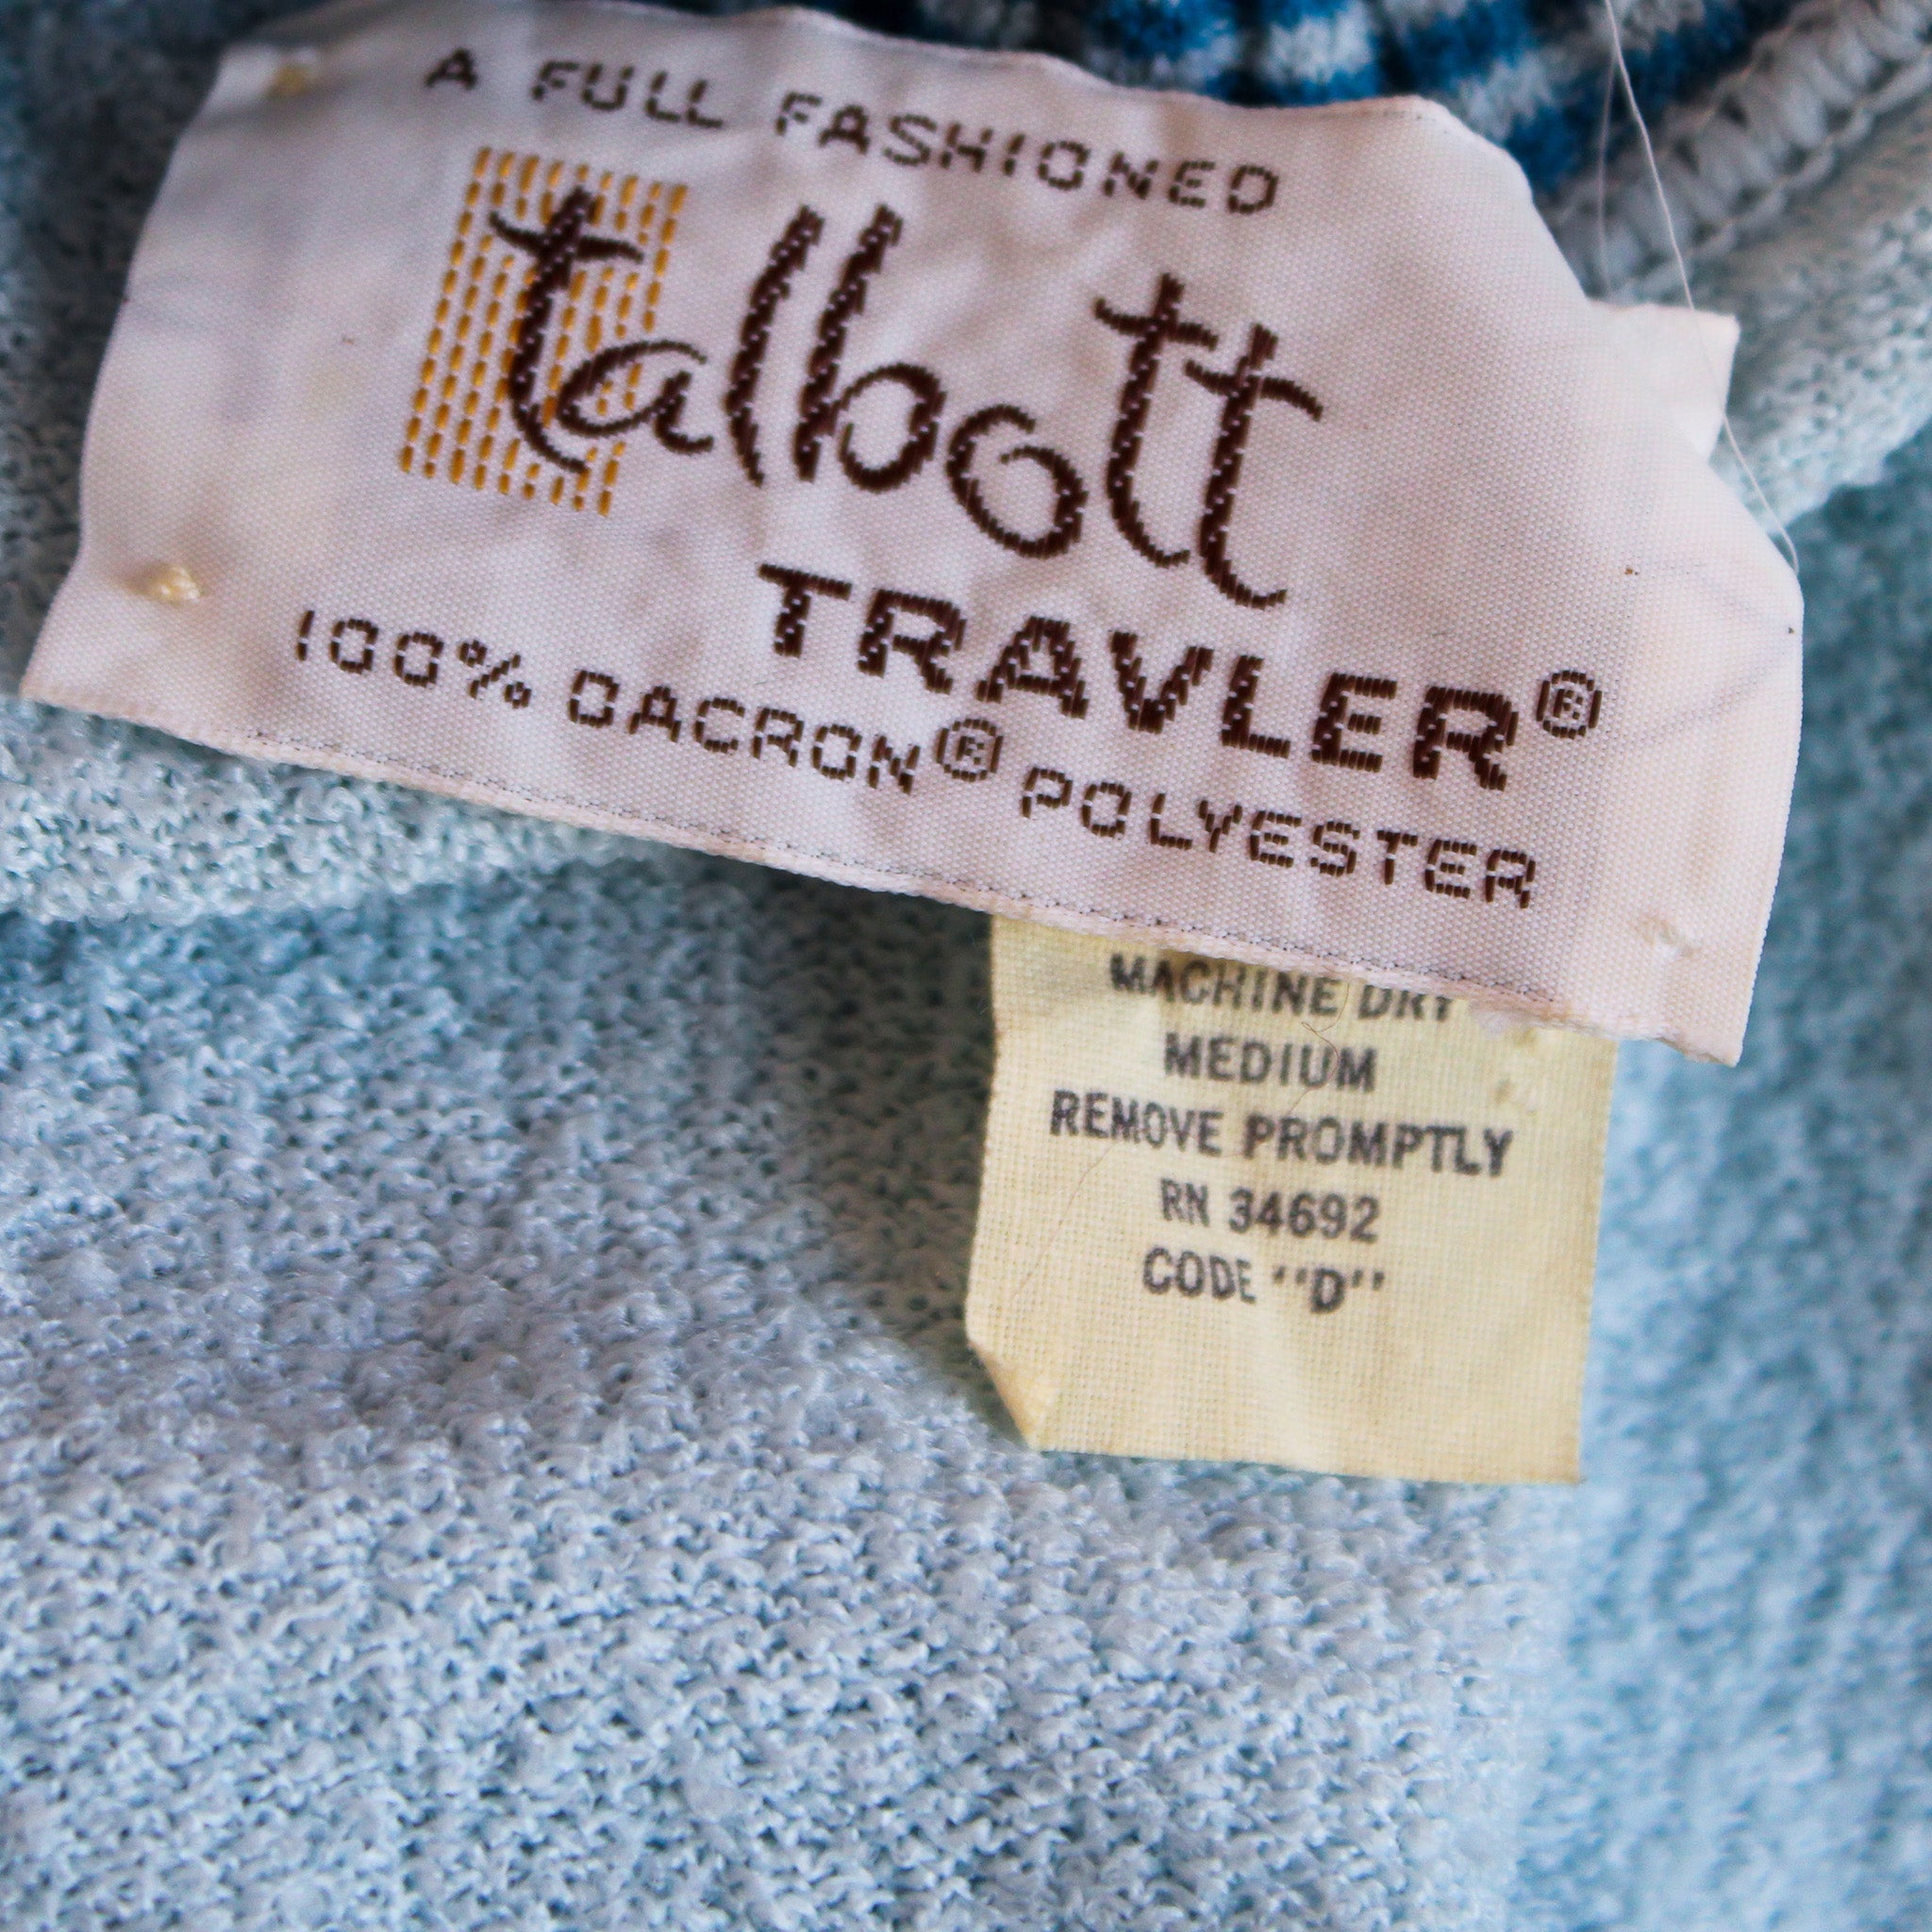 A FULL FASHIONED
talbott
TRAVLER®
100% DACRON® POLYESTER
MACHINE DRY
MEDIUM
REMOVE PROMPTLY
RN 34692
CODE "D"